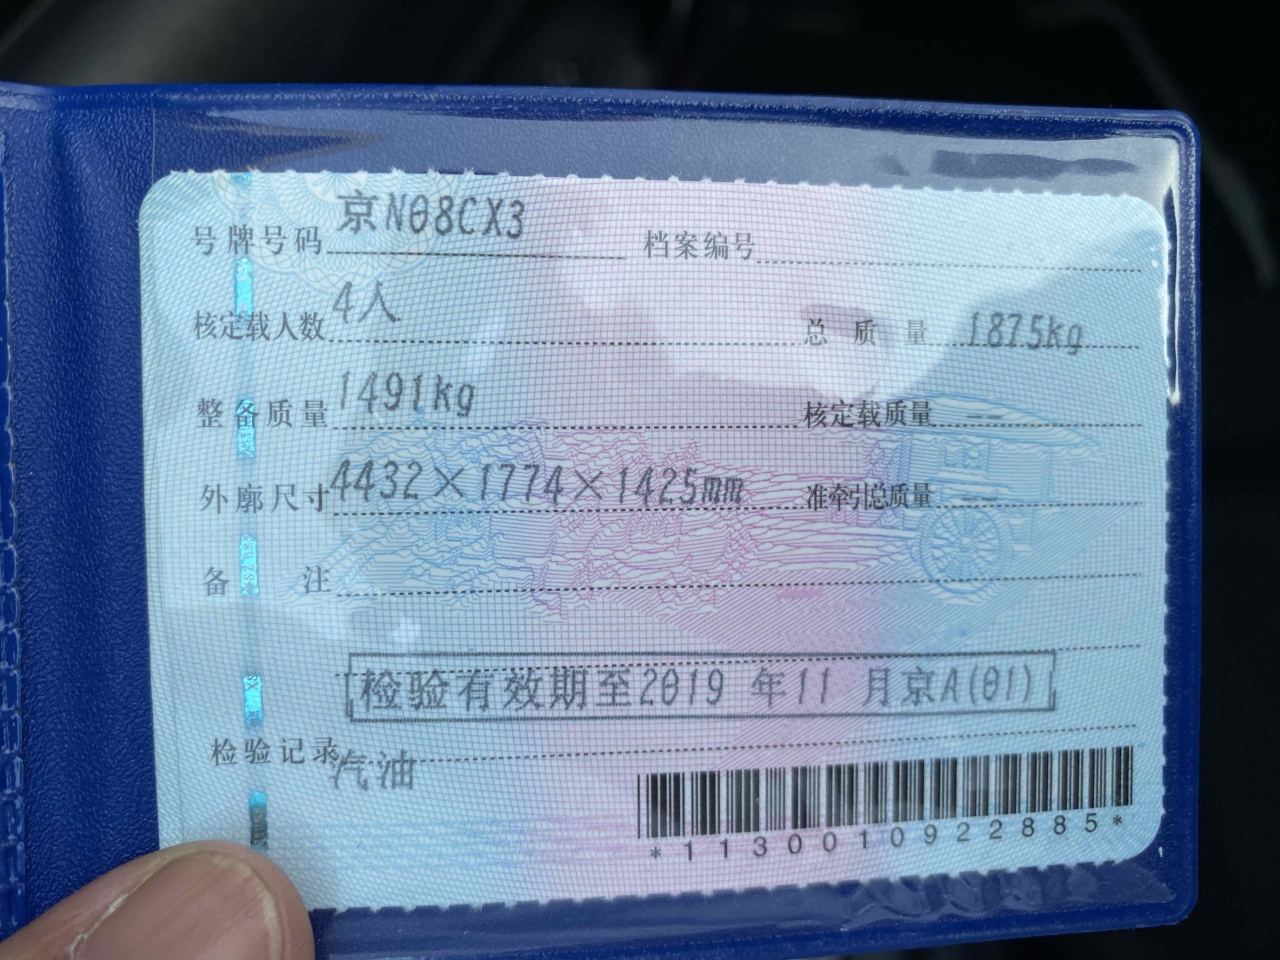 号牌号码 京N08CX3 档案编号
核定载人数 4人 总质量 1875kg
整备质量 1491kg 核定载质量 --
外廓尺寸 4432×1774×1425mm 准牵引总质量 --
备注
检验有效期至2019 年11 月京A(01)
检验记录 汽油
*1130010922885*